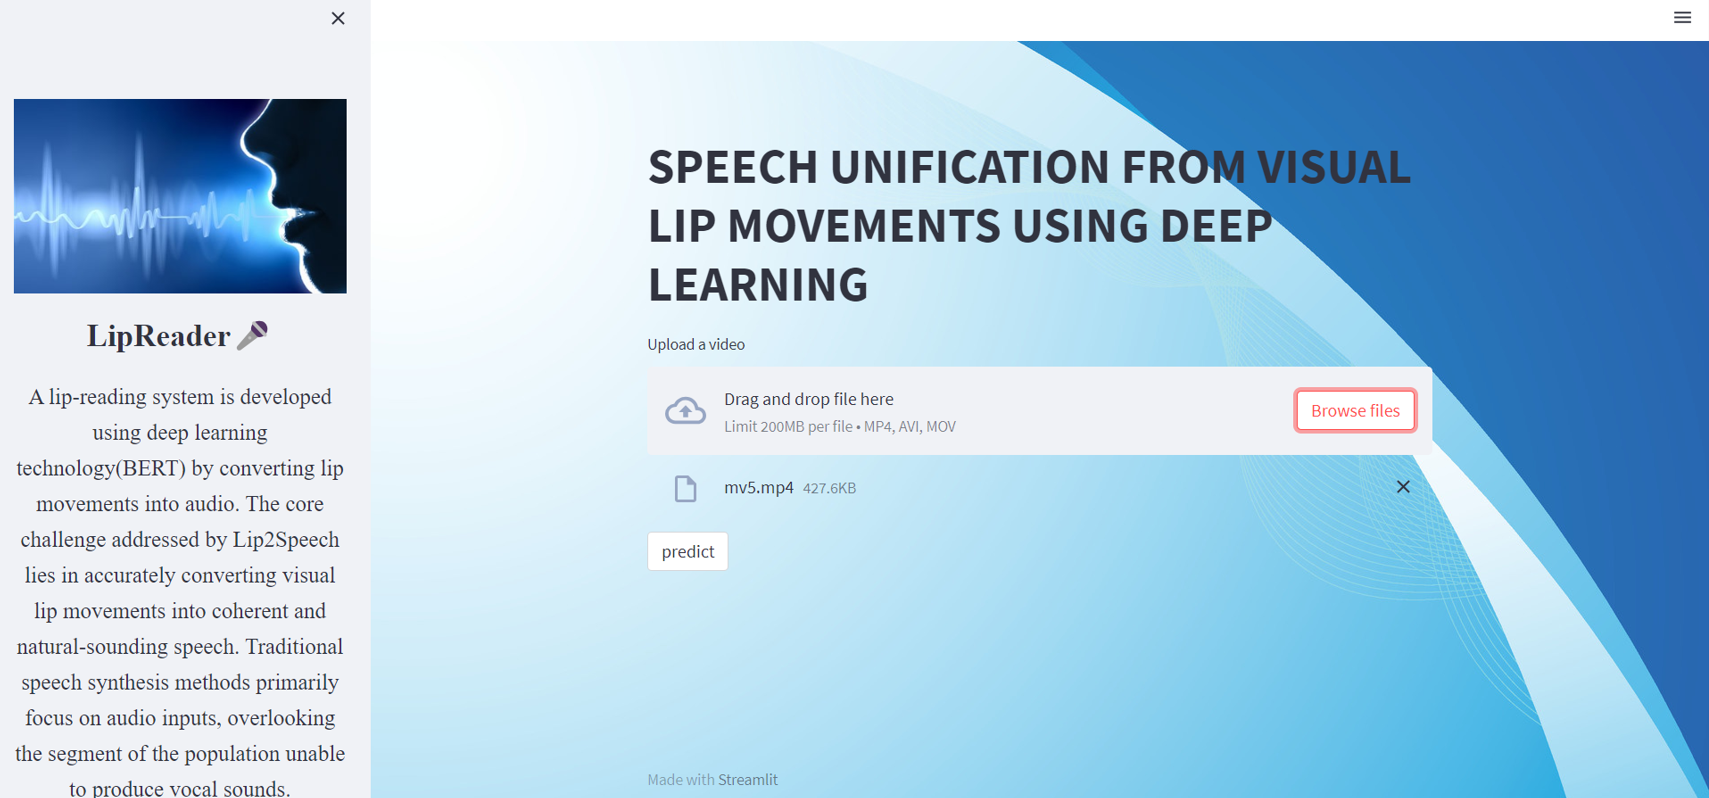 LipReader 🎤
A lip-reading system is developed
using deep learning
technology(BERT) by converting lip
movements into audio. The core
challenge addressed by Lip2Speech
lies in accurately converting visual
lip movements into coherent and
natural-sounding speech. Traditional
speech synthesis methods primarily
focus on audio inputs, overlooking
the segment of the population unable
to produce vocal sounds.
SPEECH UNIFICATION FROM VISUAL
LIP MOVEMENTS USING DEEP
LEARNING
Upload a video
Drag and drop file here
Limit 200MB per file • MP4, AVI, MOV
Browse files
mv5.mp4 427.6KB
predict
Made with Streamlit